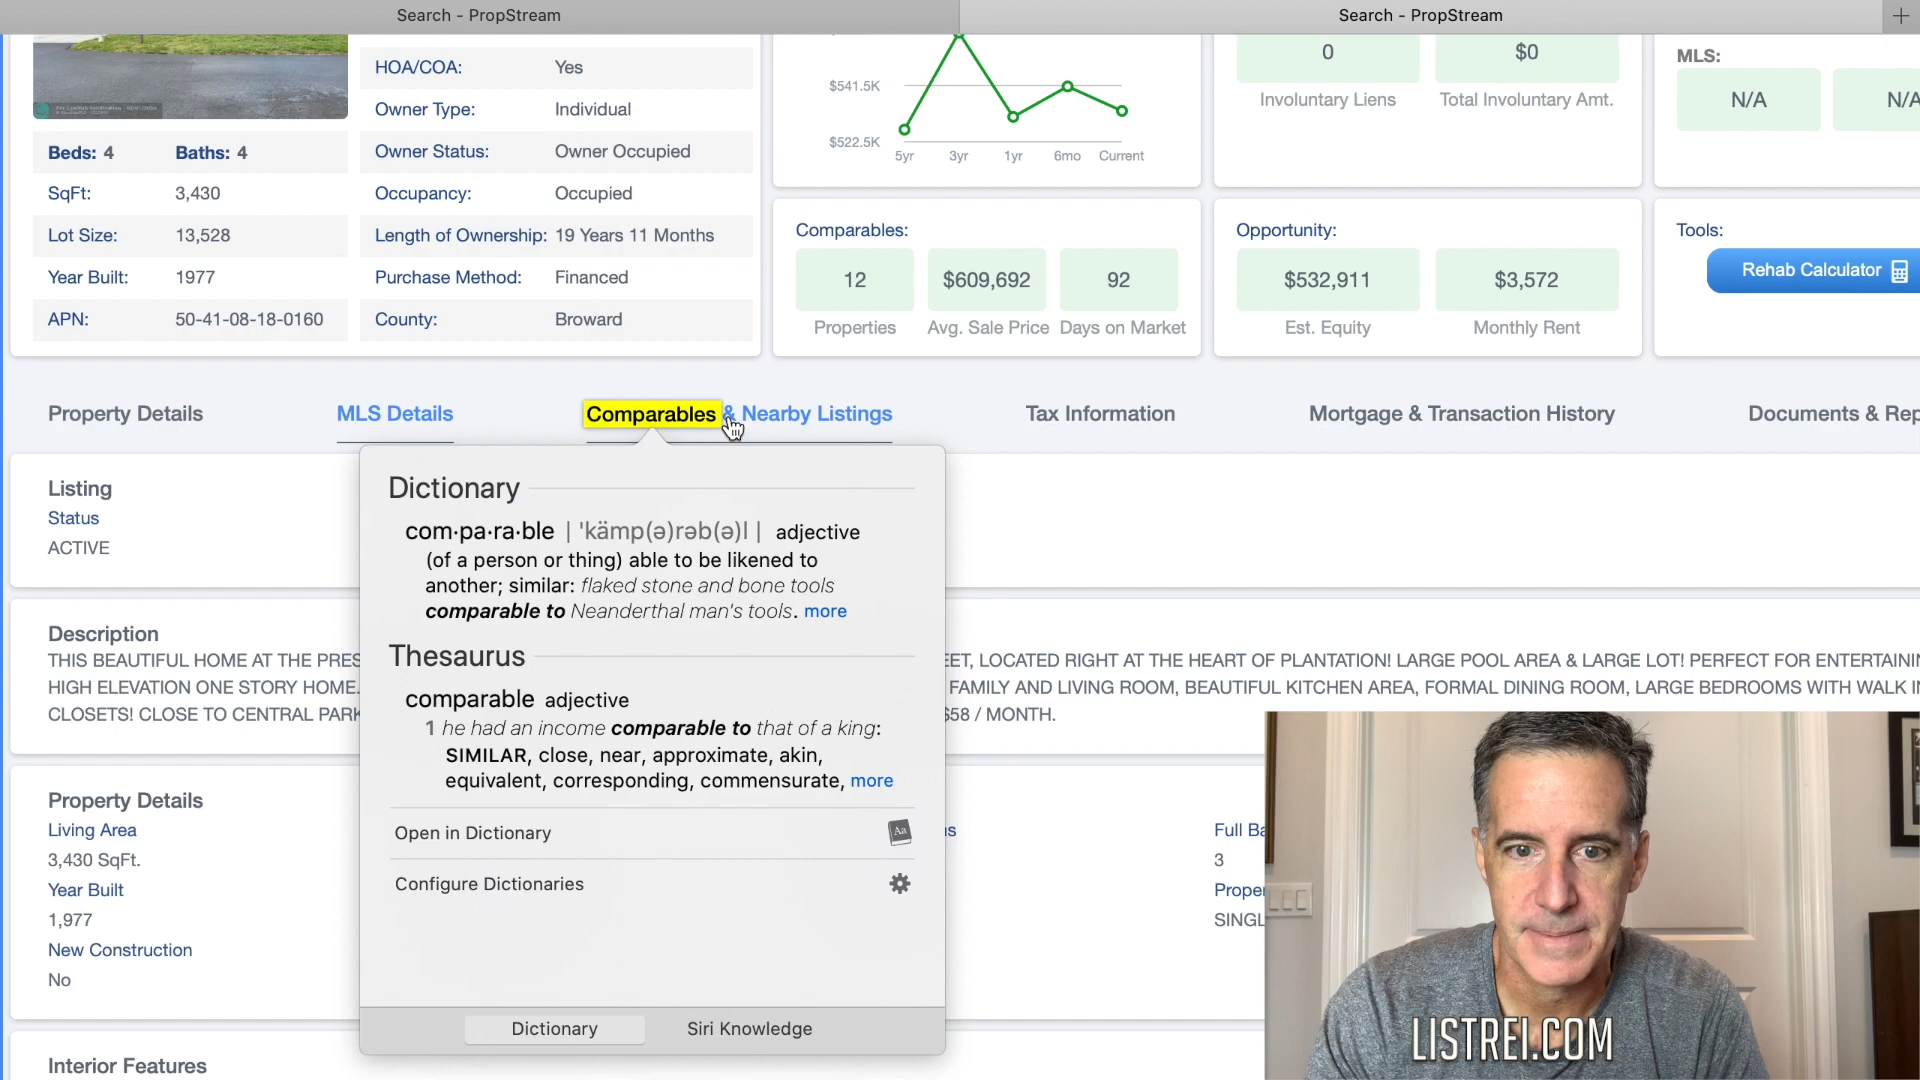 Search - PropStream
Search - PropStream
HOA/COA: Yes
Owner Type: Individual
Owner Status: Owner Occupied
Occupancy: Occupied
Length of Ownership: 19 Years 11 Months
Purchase Method: Financed
County: Broward
Beds: 4 Baths: 4
SqFt: 3,430
Lot Size: 13,528
Year Built: 1977
APN: 50-41-08-18-0160
$541.5K
$522.5K
5yr 3yr 1yr 6mo Current
0 $0
Involuntary Liens Total Involuntary Amt.
MLS:
N/A N/A
Comparables:
12 $609,692 92
Properties Avg. Sale Price Days on Market
Opportunity:
$532,911 $3,572
Est. Equity Monthly Rent
Tools:
Rehab Calculator
Property Details MLS Details Comparables & Nearby Listings Tax Information Mortgage & Transaction History Documents & Rep
Listing
Status
ACTIVE
Description
THIS BEAUTIFUL HOME AT THE PRES
EET, LOCATED RIGHT AT THE HEART OF PLANTATION! LARGE POOL AREA & LARGE LOT! PERFECT FOR ENTERTAININ
HIGH ELEVATION ONE STORY HOME.
FAMILY AND LIVING ROOM, BEAUTIFUL KITCHEN AREA, FORMAL DINING ROOM, LARGE BEDROOMS WITH WALK IN
CLOSETS! CLOSE TO CENTRAL PARK
$58 / MONTH.
Property Details
Living Area
3,430 SqFt.
Year Built
1,977
New Construction
No
Full Ba
3
Proper
SINGL
Interior Features
Dictionary
com·pa·ra·ble | ˈkämp(ə)rəb(ə)l | adjective
(of a person or thing) able to be likened to
another; similar: flaked stone and bone tools
comparable to Neanderthal man's tools. more
Thesaurus
comparable adjective
1 he had an income comparable to that of a king:
SIMILAR, close, near, approximate, akin,
equivalent, corresponding, commensurate, more
Open in Dictionary
Aa
Configure Dictionaries
Dictionary Siri Knowledge
LISTREI.COM